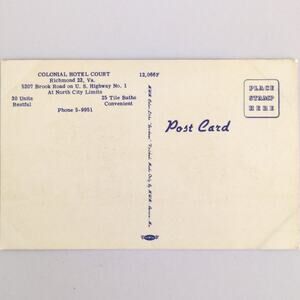 COLONIAL HOTEL COURT
Richmond 22, Va.
5207 Brook Road on U. S. Highway No. 1
At North City Limits
30 Units 25 Tile Baths
Restful Convenient
Phone 5-9951
12,066F
Post Card
PLACE
STAMP
HERE